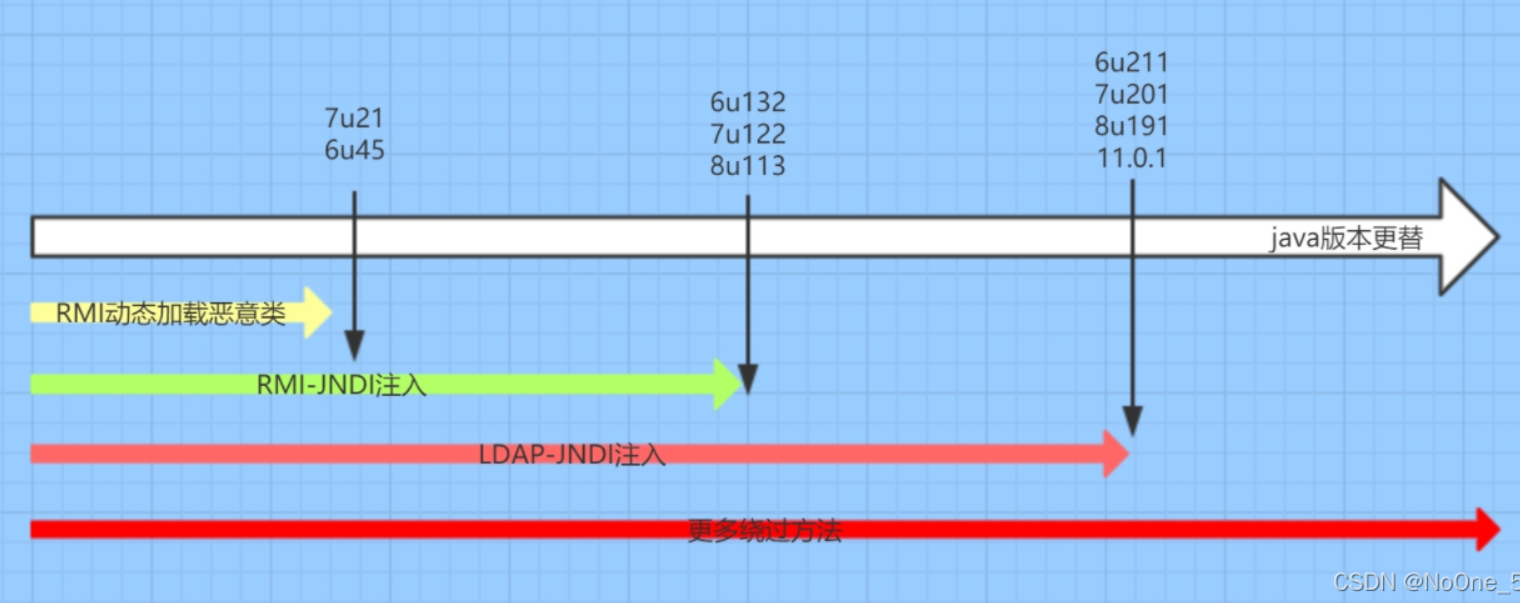 7u21
6u45
6u132
7u122
8u113
6u211
7u201
8u191
11.0.1
java版本更替
RMI动态加载恶意类
RMI-JNDI注入
LDAP-JNDI注入
更多绕过方法
CSDN @NoOne_5